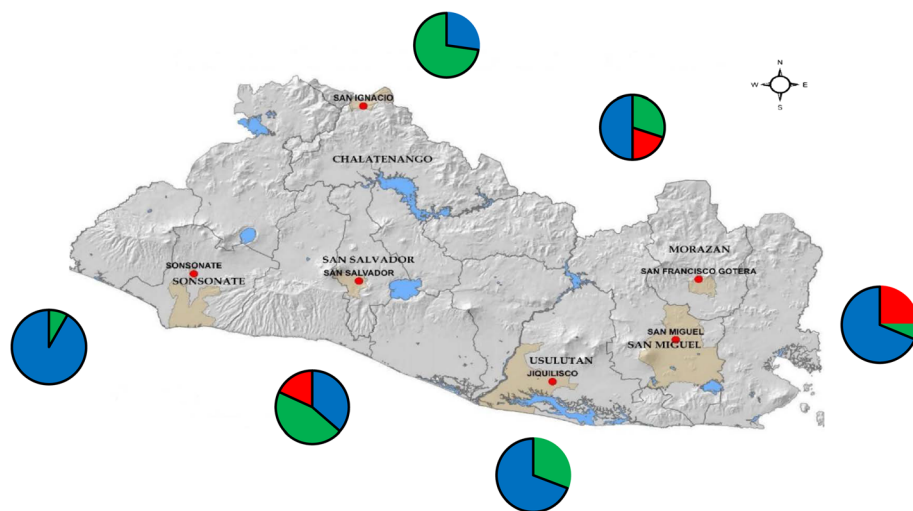 N
W E
S
SAN IGNACIO
CHALATENANGO
MORAZAN
SAN SALVADOR
SONSONATE
SAN SALVADOR
SAN FRANCISCO GOTERA
SONSONATE
SAN MIGUEL
SAN MIGUEL
USULUTAN
JIQUILISCO